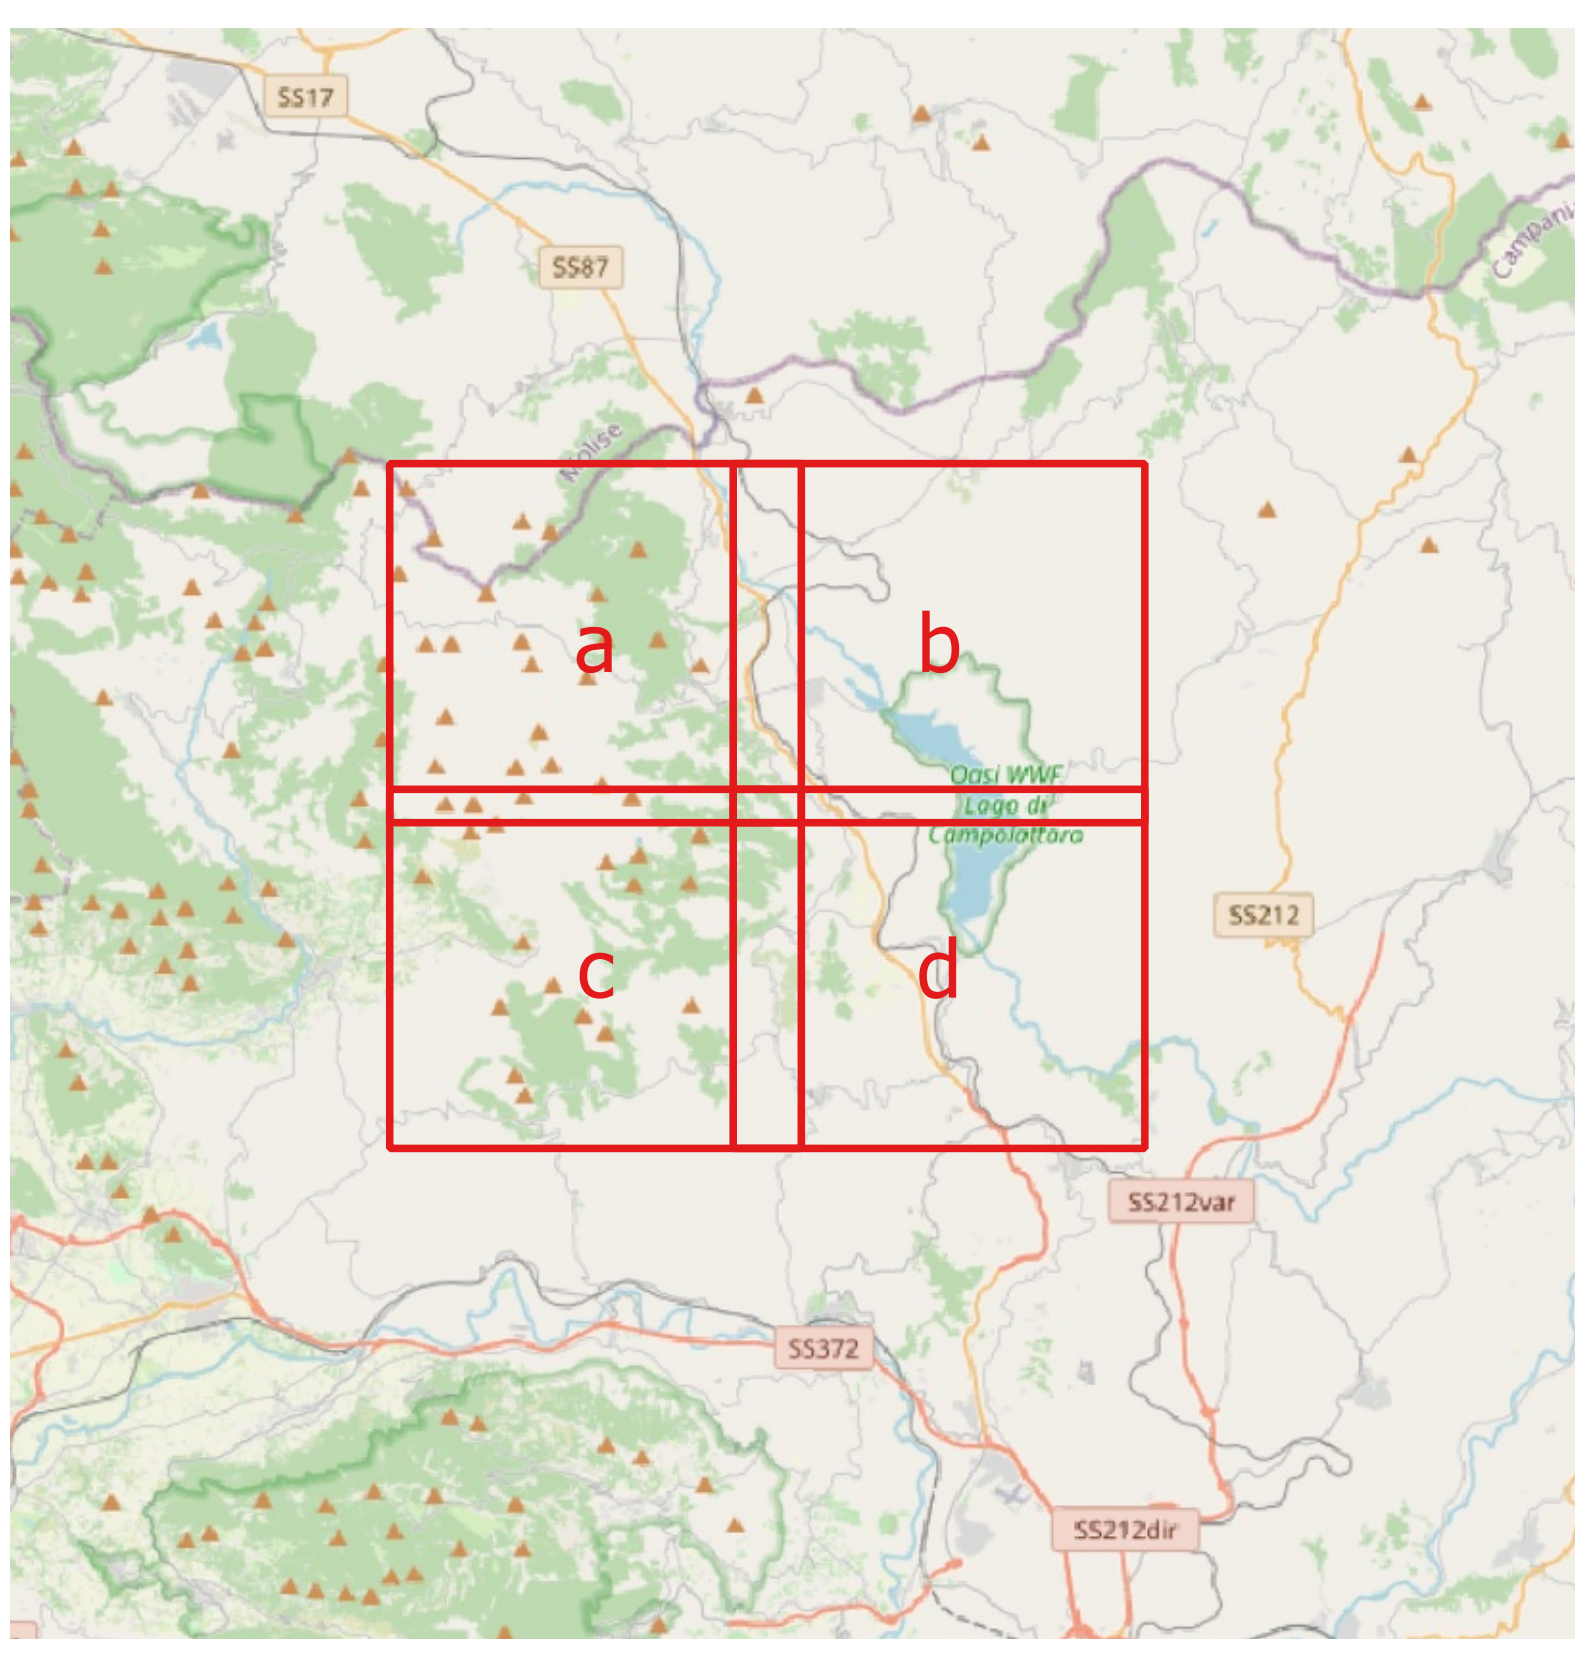 SS17
Campania
SS87
Molise
a
b
Oasi WWF
Lago di
Campolattaro
SS212
c
d
SS212var
SS372
SS212dir